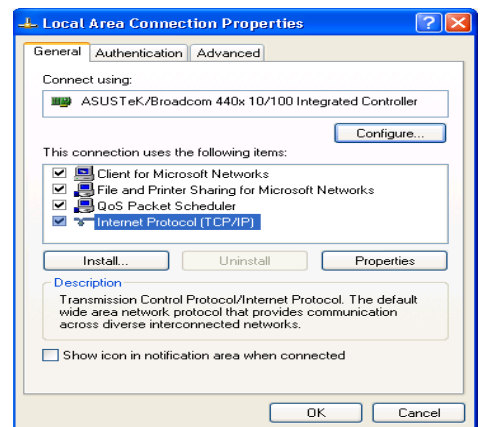 Local Area Connection Properties
General Authentication Advanced
Connect using:
ASUSTeK/Broadcom 440x 10/100 Integrated Controller
Configure...
This connection uses the following items:
Client for Microsoft Networks
File and Printer Sharing for Microsoft Networks
QoS Packet Scheduler
Internet Protocol (TCP/IP)
Install... Uninstall Properties
Description
Transmission Control Protocol/Internet Protocol. The default
wide area network protocol that provides communication
across diverse interconnected networks.
Show icon in notification area when connected
OK Cancel